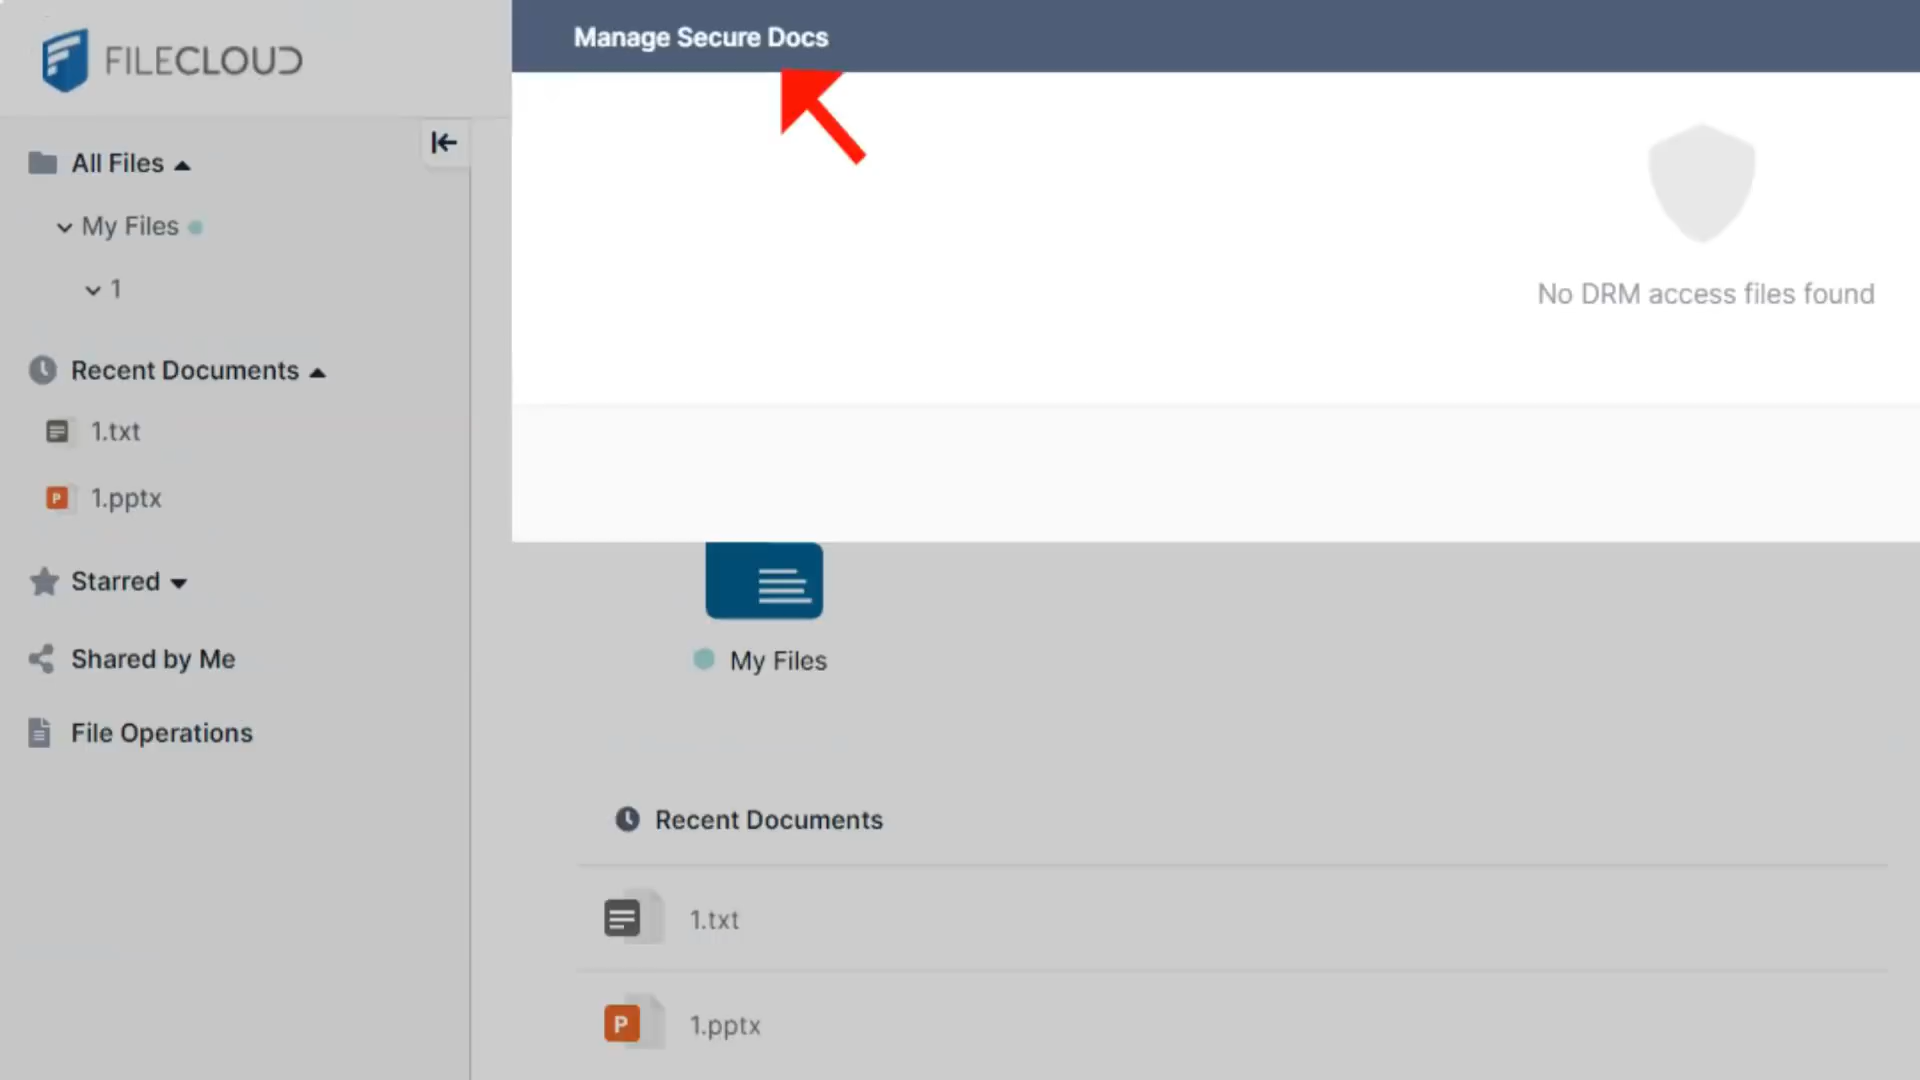 FILECLOUD
All Files
My Files
1
Recent Documents
1.txt
P 1.pptx
Starred
Shared by Me
File Operations
Manage Secure Docs
No DRM access files found
My Files
Recent Documents
1.txt
P 1.pptx